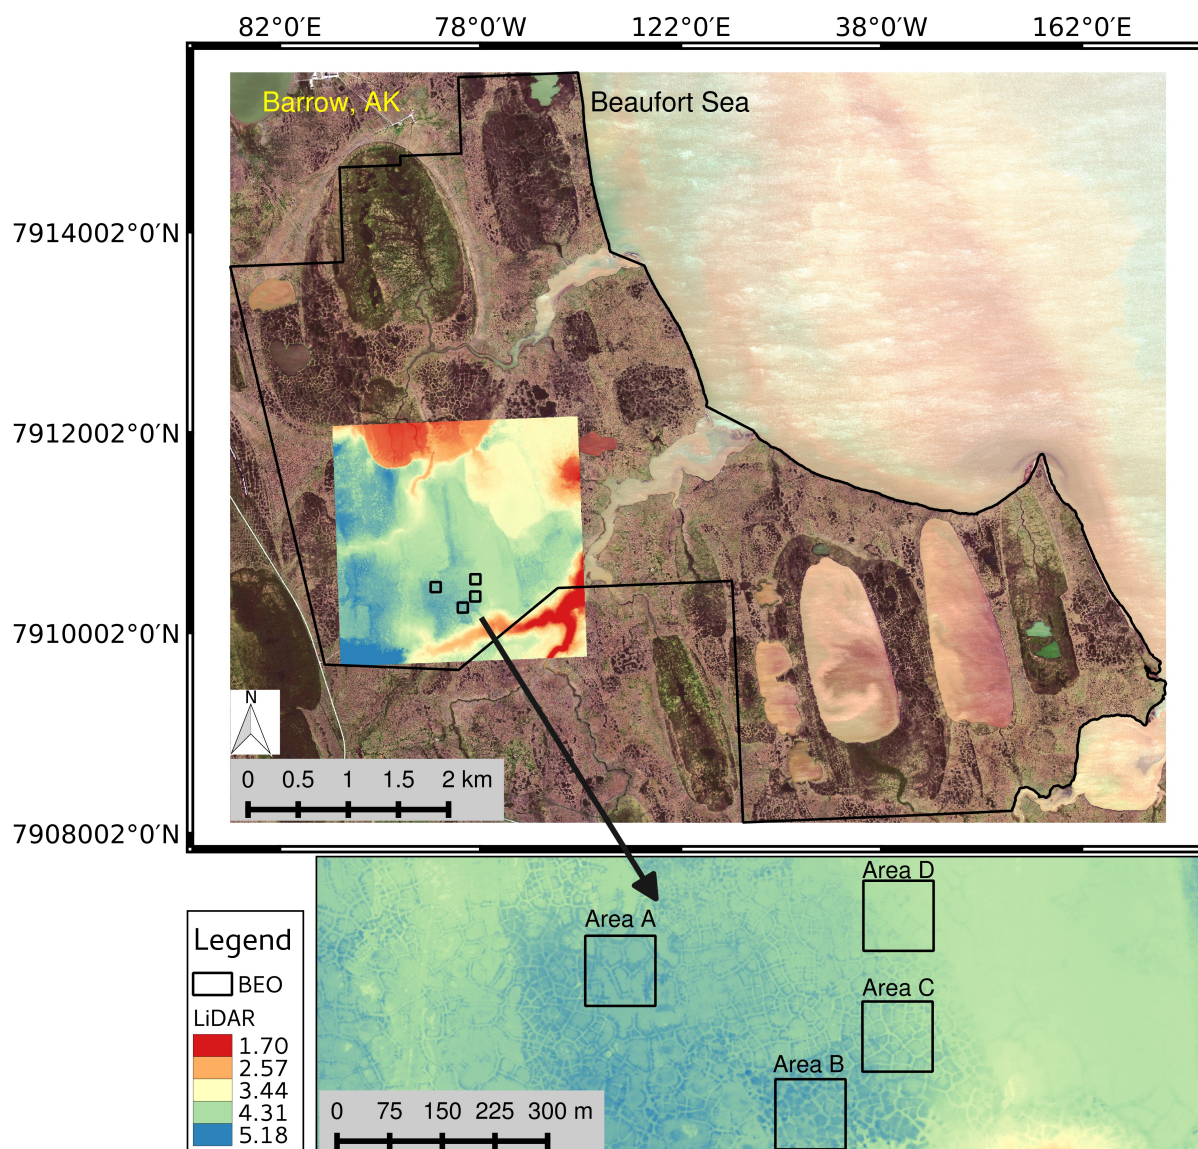 82°0′E 78°0′W 122°0′E 38°0′W 162°0′E
Barrow, AK
Beaufort Sea
7914002°0′N
7912002°0′N
7910002°0′N
7908002°0′N
N
0 0.5 1 1.5 2 km
Area A
Area D
Area C
Area B
Legend
BEO
LiDAR
1.70
2.57
3.44
4.31
5.18
0 75 150 225 300 m